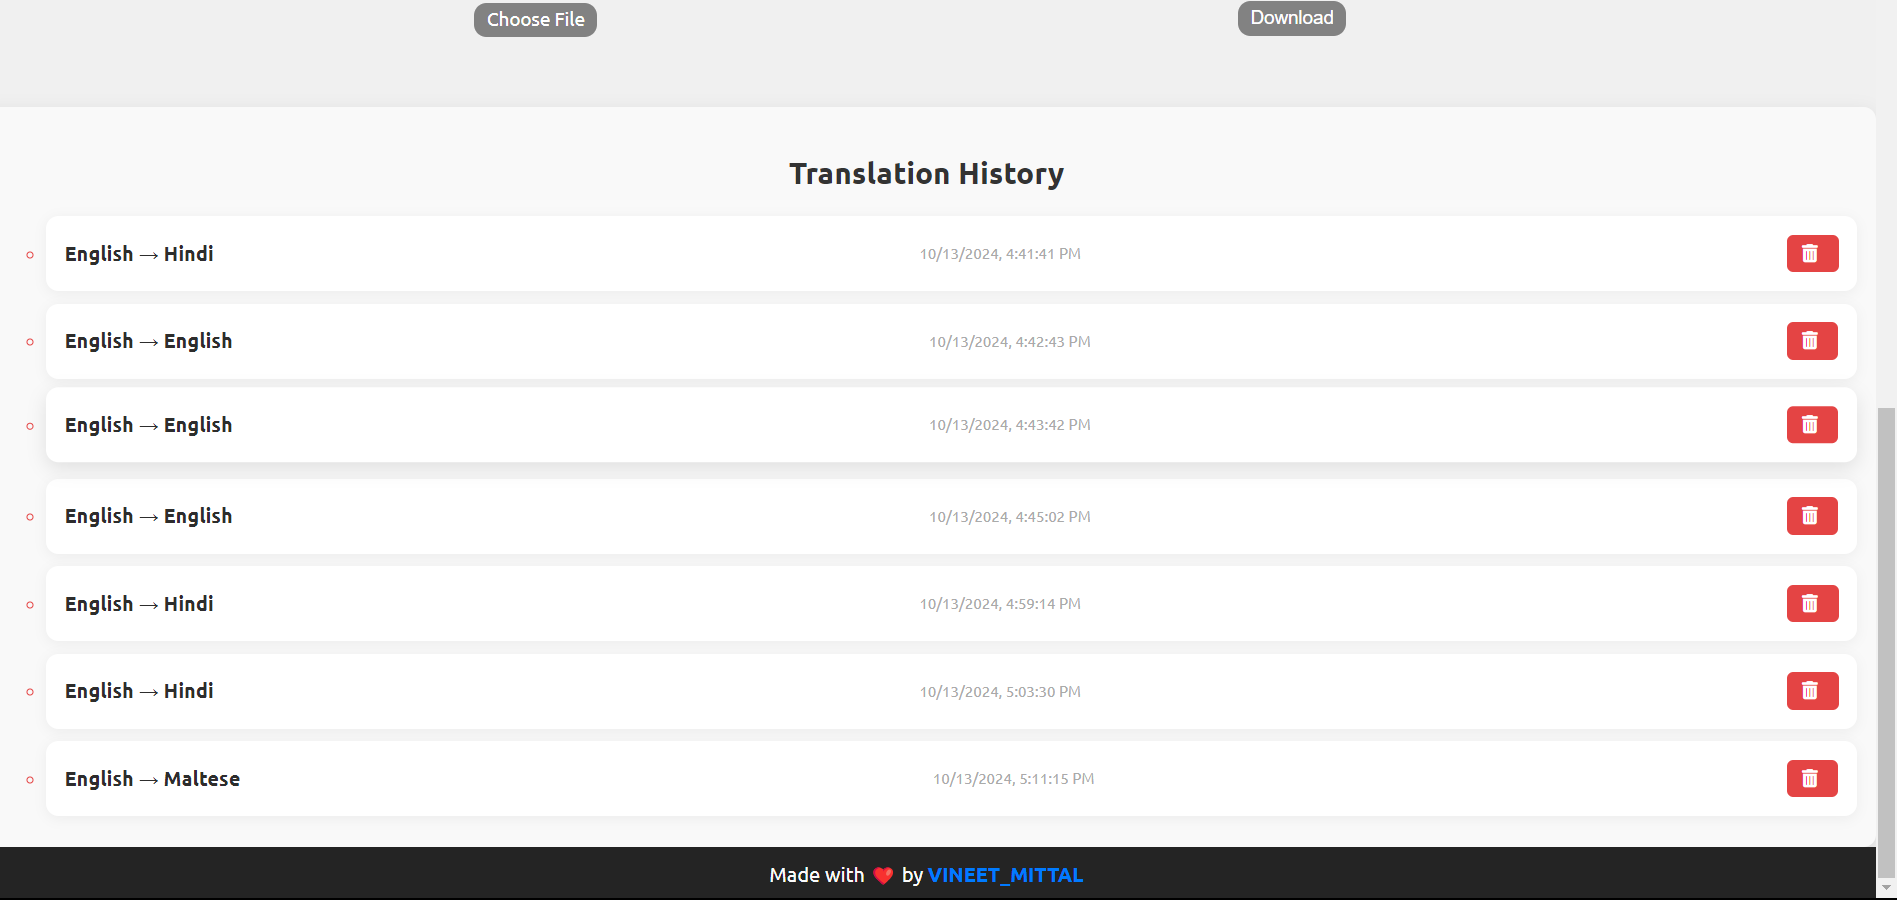 Choose File
Download
Translation History
English → Hindi
10/13/2024, 4:41:41 PM
English → English
10/13/2024, 4:42:43 PM
English → English
10/13/2024, 4:43:42 PM
English → English
10/13/2024, 4:45:02 PM
English → Hindi
10/13/2024, 4:59:14 PM
English → Hindi
10/13/2024, 5:03:30 PM
English → Maltese
10/13/2024, 5:11:15 PM
Made with ❤️ by VINEET_MITTAL